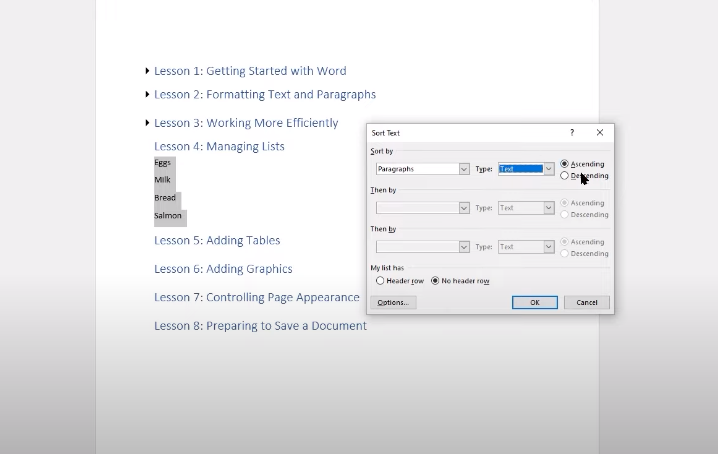 Lesson 1: Getting Started with Word
Lesson 2: Formatting Text and Paragraphs
Lesson 3: Working More Efficiently
Lesson 4: Managing Lists
Eggs
Milk
Bread
Salmon
Lesson 5: Adding Tables
Lesson 6: Adding Graphics
Lesson 7: Controlling Page Appearance
Lesson 8: Preparing to Save a Document
Sort Text ? ×
Sort by
Paragraphs Type: Text Ascending
Descending
Then by
Type: Text Ascending
Descending
Then by
Type: Text Ascending
Descending
My list has
Header row No header row
Options... OK Cancel